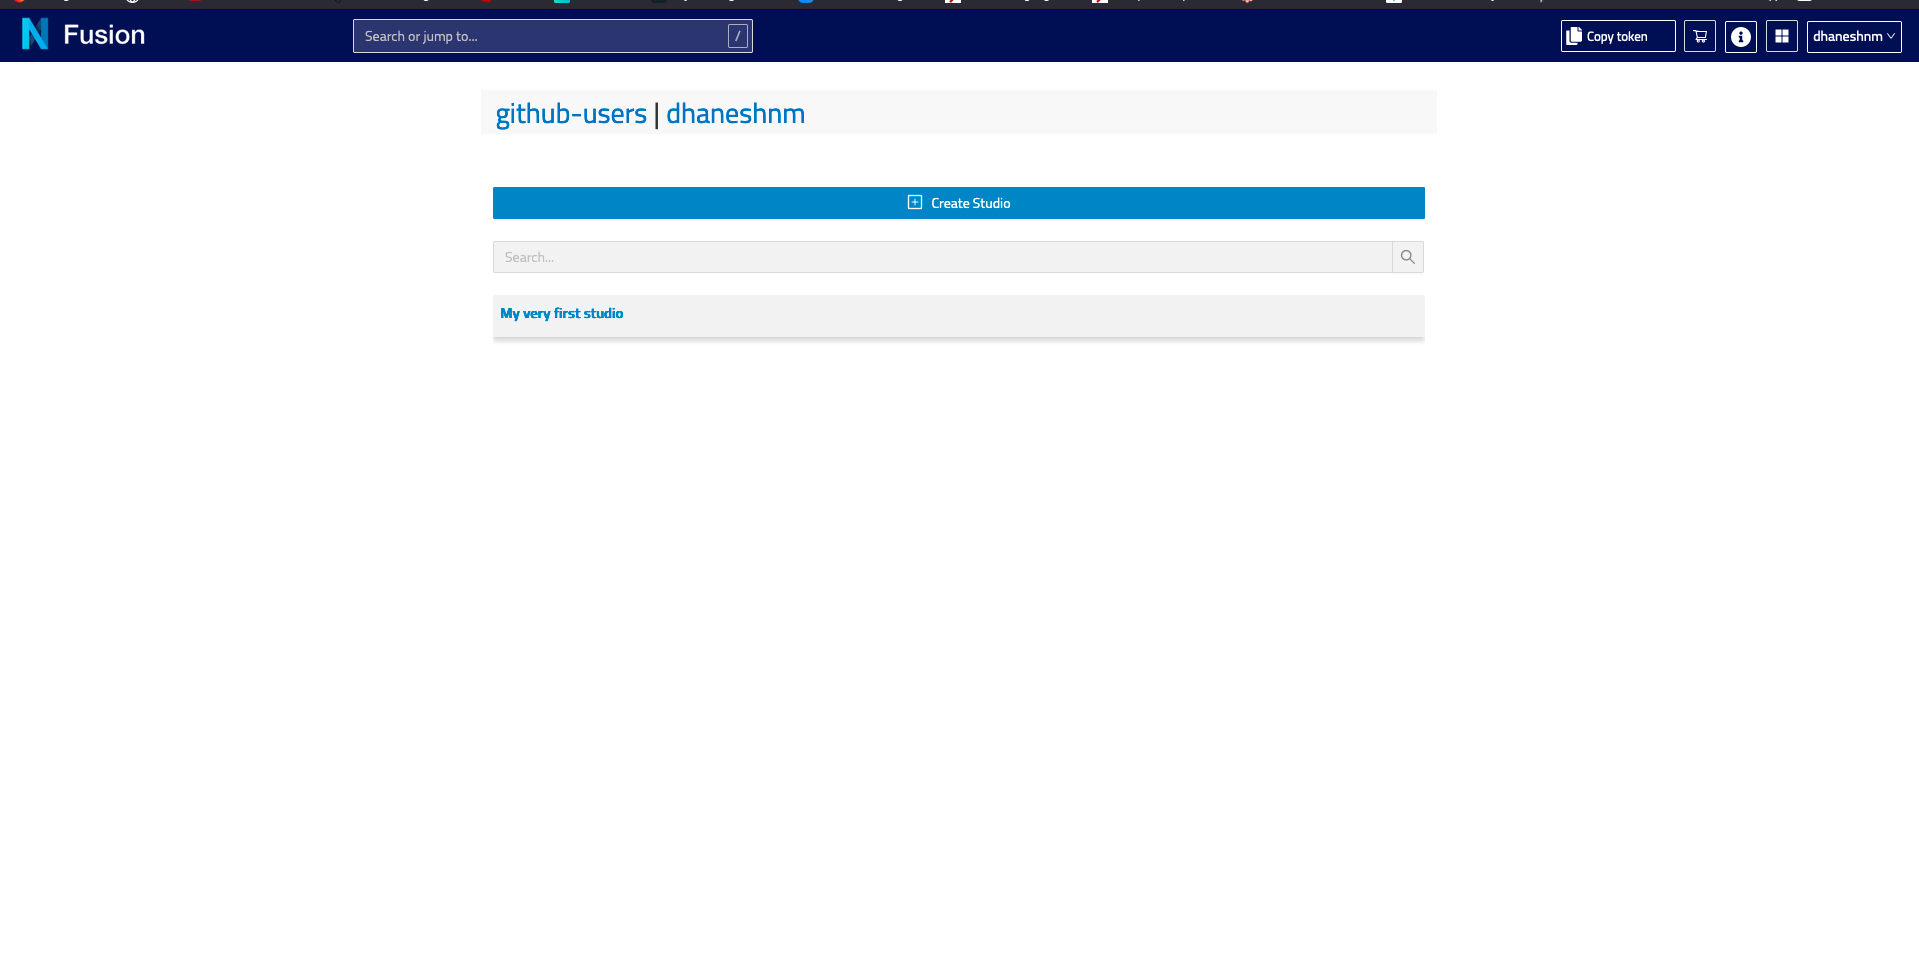 Fusion
Search or jump to...
/
Copy token
dhaneshnm
github-users | dhaneshnm
Create Studio
Search...
My very first studio